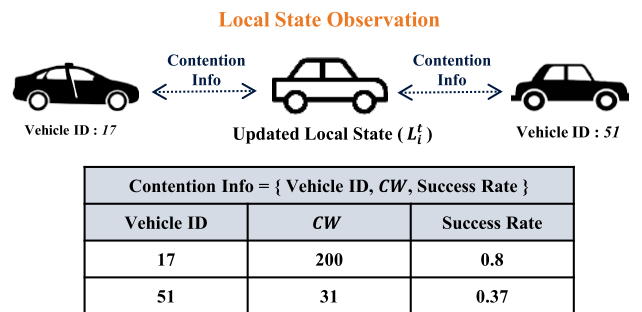 Local State Observation
Contention Info
Contention Info
Vehicle ID : 17
Updated Local State ( L_i^t )
Vehicle ID : 51
Contention Info = { Vehicle ID, CW, Success Rate }
Vehicle ID CW Success Rate
17 200 0.8
51 31 0.37